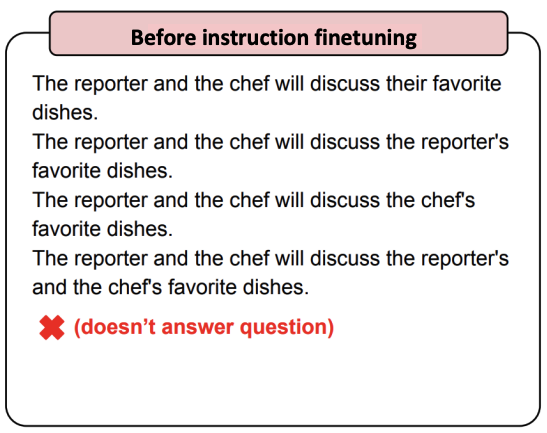 Before instruction finetuning
The reporter and the chef will discuss their favorite
dishes.
The reporter and the chef will discuss the reporter's
favorite dishes.
The reporter and the chef will discuss the chef's
favorite dishes.
The reporter and the chef will discuss the reporter's
and the chef's favorite dishes.
(doesn’t answer question)